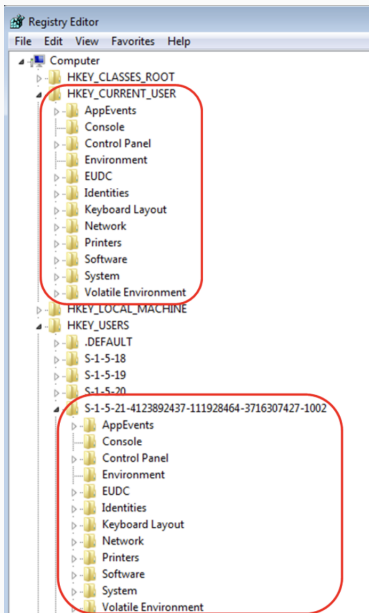 Registry Editor
File Edit View Favorites Help
Computer
HKEY_CLASSES_ROOT
HKEY_CURRENT_USER
AppEvents
Console
Control Panel
Environment
EUDC
Identities
Keyboard Layout
Network
Printers
Software
System
Volatile Environment
HKEY_LOCAL_MACHINE
HKEY_USERS
.DEFAULT
S-1-5-18
S-1-5-19
S-1-5-20
S-1-5-21-4123892437-111928464-3716307427-1002
AppEvents
Console
Control Panel
Environment
EUDC
Identities
Keyboard Layout
Network
Printers
Software
System
Volatile Environment